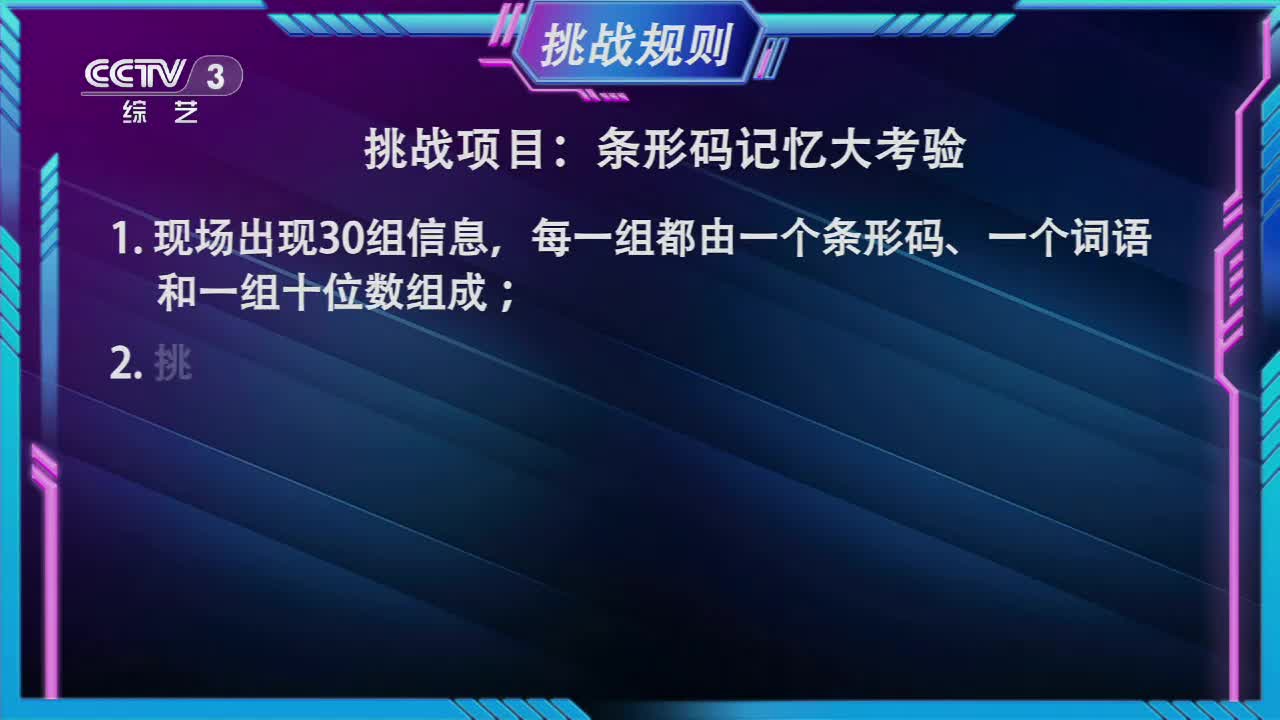 挑战规则
CCTV 3
综艺
挑战项目：条形码记忆大考验
1. 现场出现30组信息，每一组都由一个条形码、一个词语
和一组十位数组成；
2. 挑